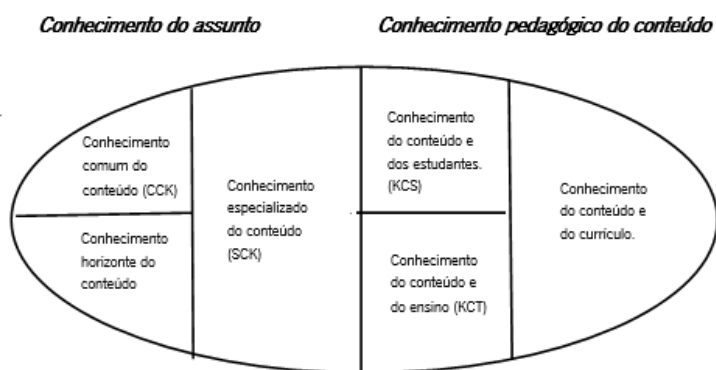 Conhecimento do assunto
Conhecimento pedagógico do conteúdo
Conhecimento
comum do
conteúdo (CCK)
Conhecimento
horizonte do
conteúdo
Conhecimento
especializado
do conteúdo
(SCK)
Conhecimento
do conteúdo e
dos estudantes.
(KCS)
Conhecimento
do conteúdo e
do ensino (KCT)
Conhecimento
do conteúdo e
do currículo.